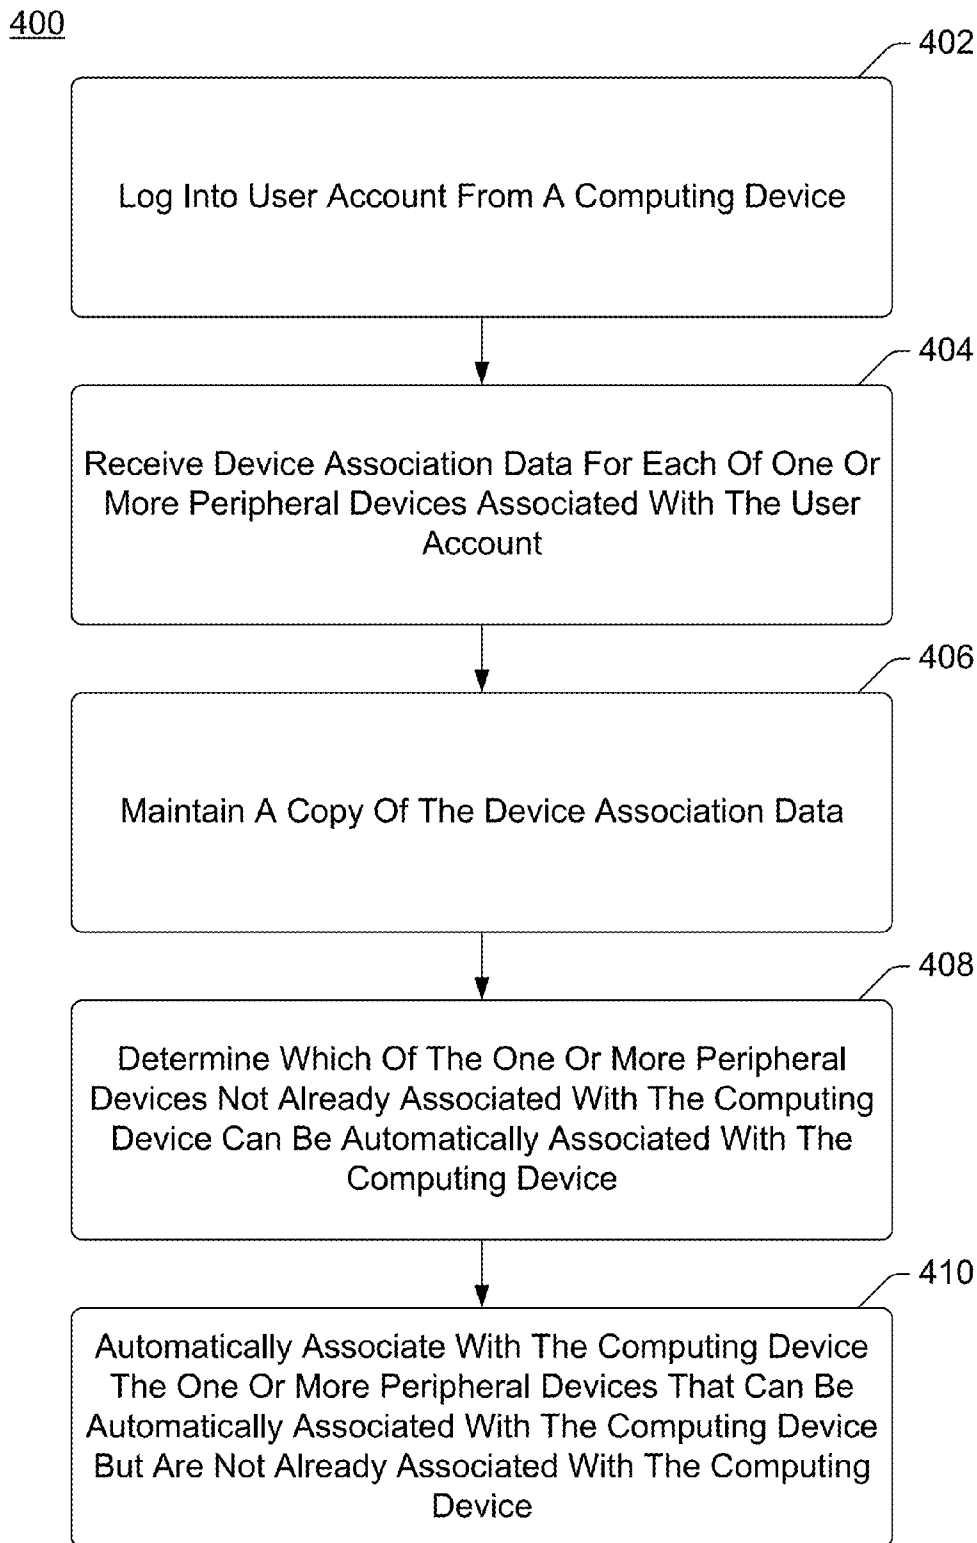 400
402
Log Into User Account From A Computing Device
404
Receive Device Association Data For Each Of One Or
More Peripheral Devices Associated With The User
Account
406
Maintain A Copy Of The Device Association Data
408
Determine Which Of The One Or More Peripheral
Devices Not Already Associated With The Computing
Device Can Be Automatically Associated With The
Computing Device
410
Automatically Associate With The Computing Device
The One Or More Peripheral Devices That Can Be
Automatically Associated With The Computing Device
But Are Not Already Associated With The Computing
Device